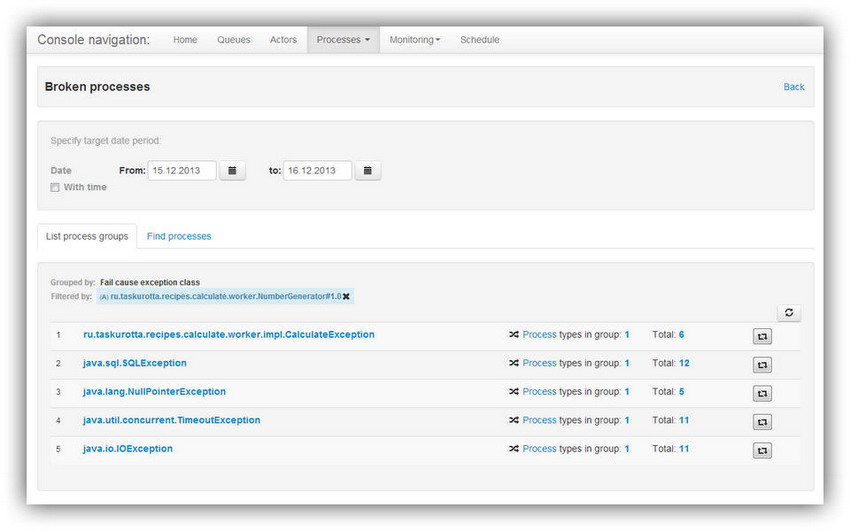 Console navigation: Home Queues Actors Processes Monitoring Schedule
Broken processes Back
Specify target date period:
Date From: 15.12.2013 to: 16.12.2013
With time
List process groups Find processes
Grouped by: Fail cause exception class
Filtered by: (A) ru.taskurotta.recipes.calculate.worker.NumberGenerator#1.0
1 ru.taskurotta.recipes.calculate.worker.impl.CalculateException Process types in group: 1 Total: 6
2 java.sql.SQLException Process types in group: 1 Total: 12
3 java.lang.NullPointerException Process types in group: 1 Total: 5
4 java.util.concurrent.TimeoutException Process types in group: 1 Total: 11
5 java.io.IOException Process types in group: 1 Total: 11